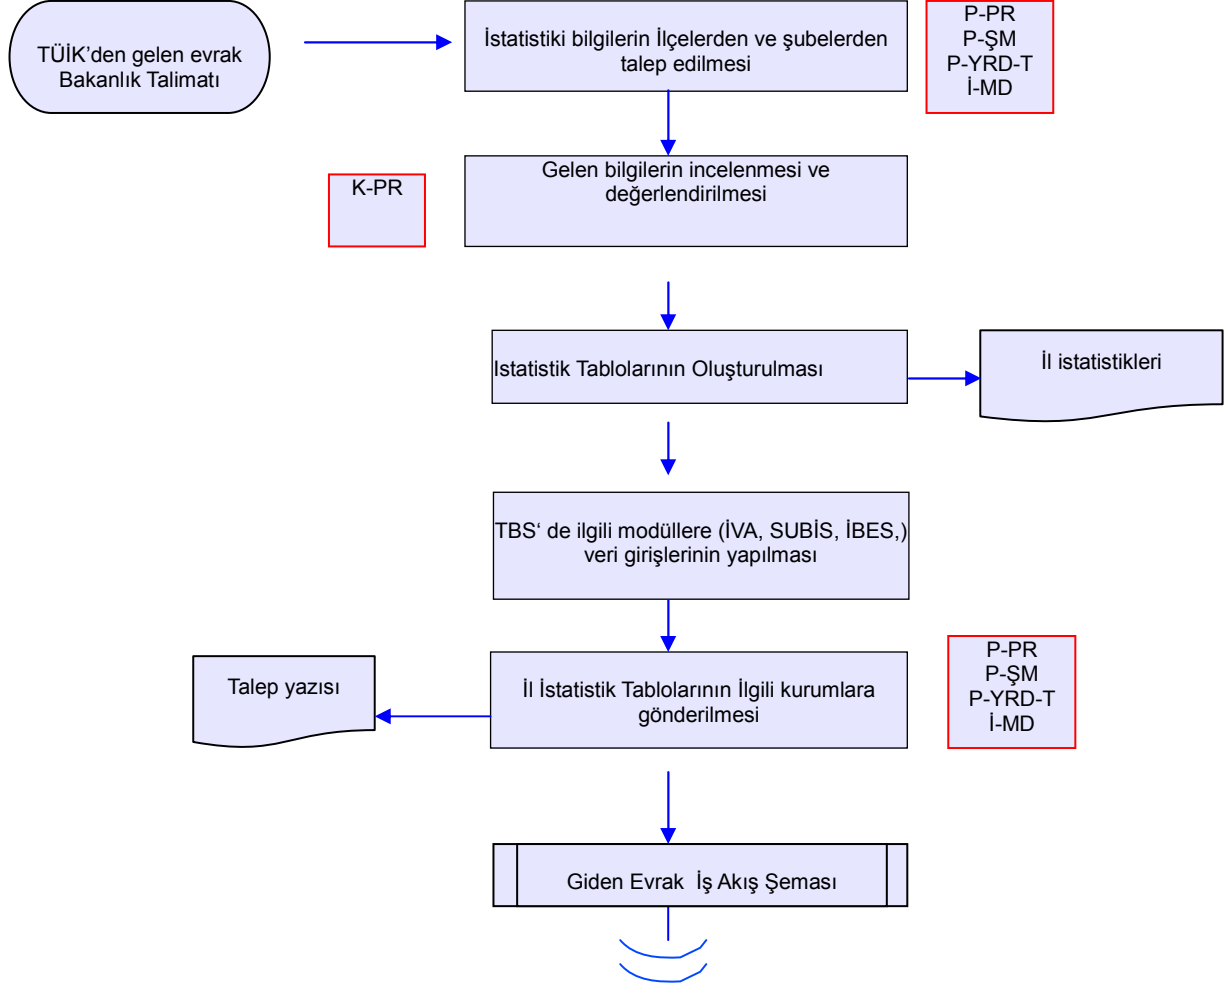 TÜİK’den gelen evrak
Bakanlık Talimatı
İstatistiki bilgilerin İlçelerden ve şubelerden
talep edilmesi
P-PR
P-ŞM
P-YRD-T
İ-MD
K-PR
Gelen bilgilerin incelenmesi ve
değerlendirilmesi
Istatistik Tablolarının Oluşturulması
İl istatistikleri
TBS‘ de ilgili modüllere (İVA, SUBİS, İBES,)
veri girişlerinin yapılması
Talep yazısı
İl İstatistik Tablolarının İlgili kurumlara
gönderilmesi
P-PR
P-ŞM
P-YRD-T
İ-MD
Giden Evrak  İş Akış Şeması